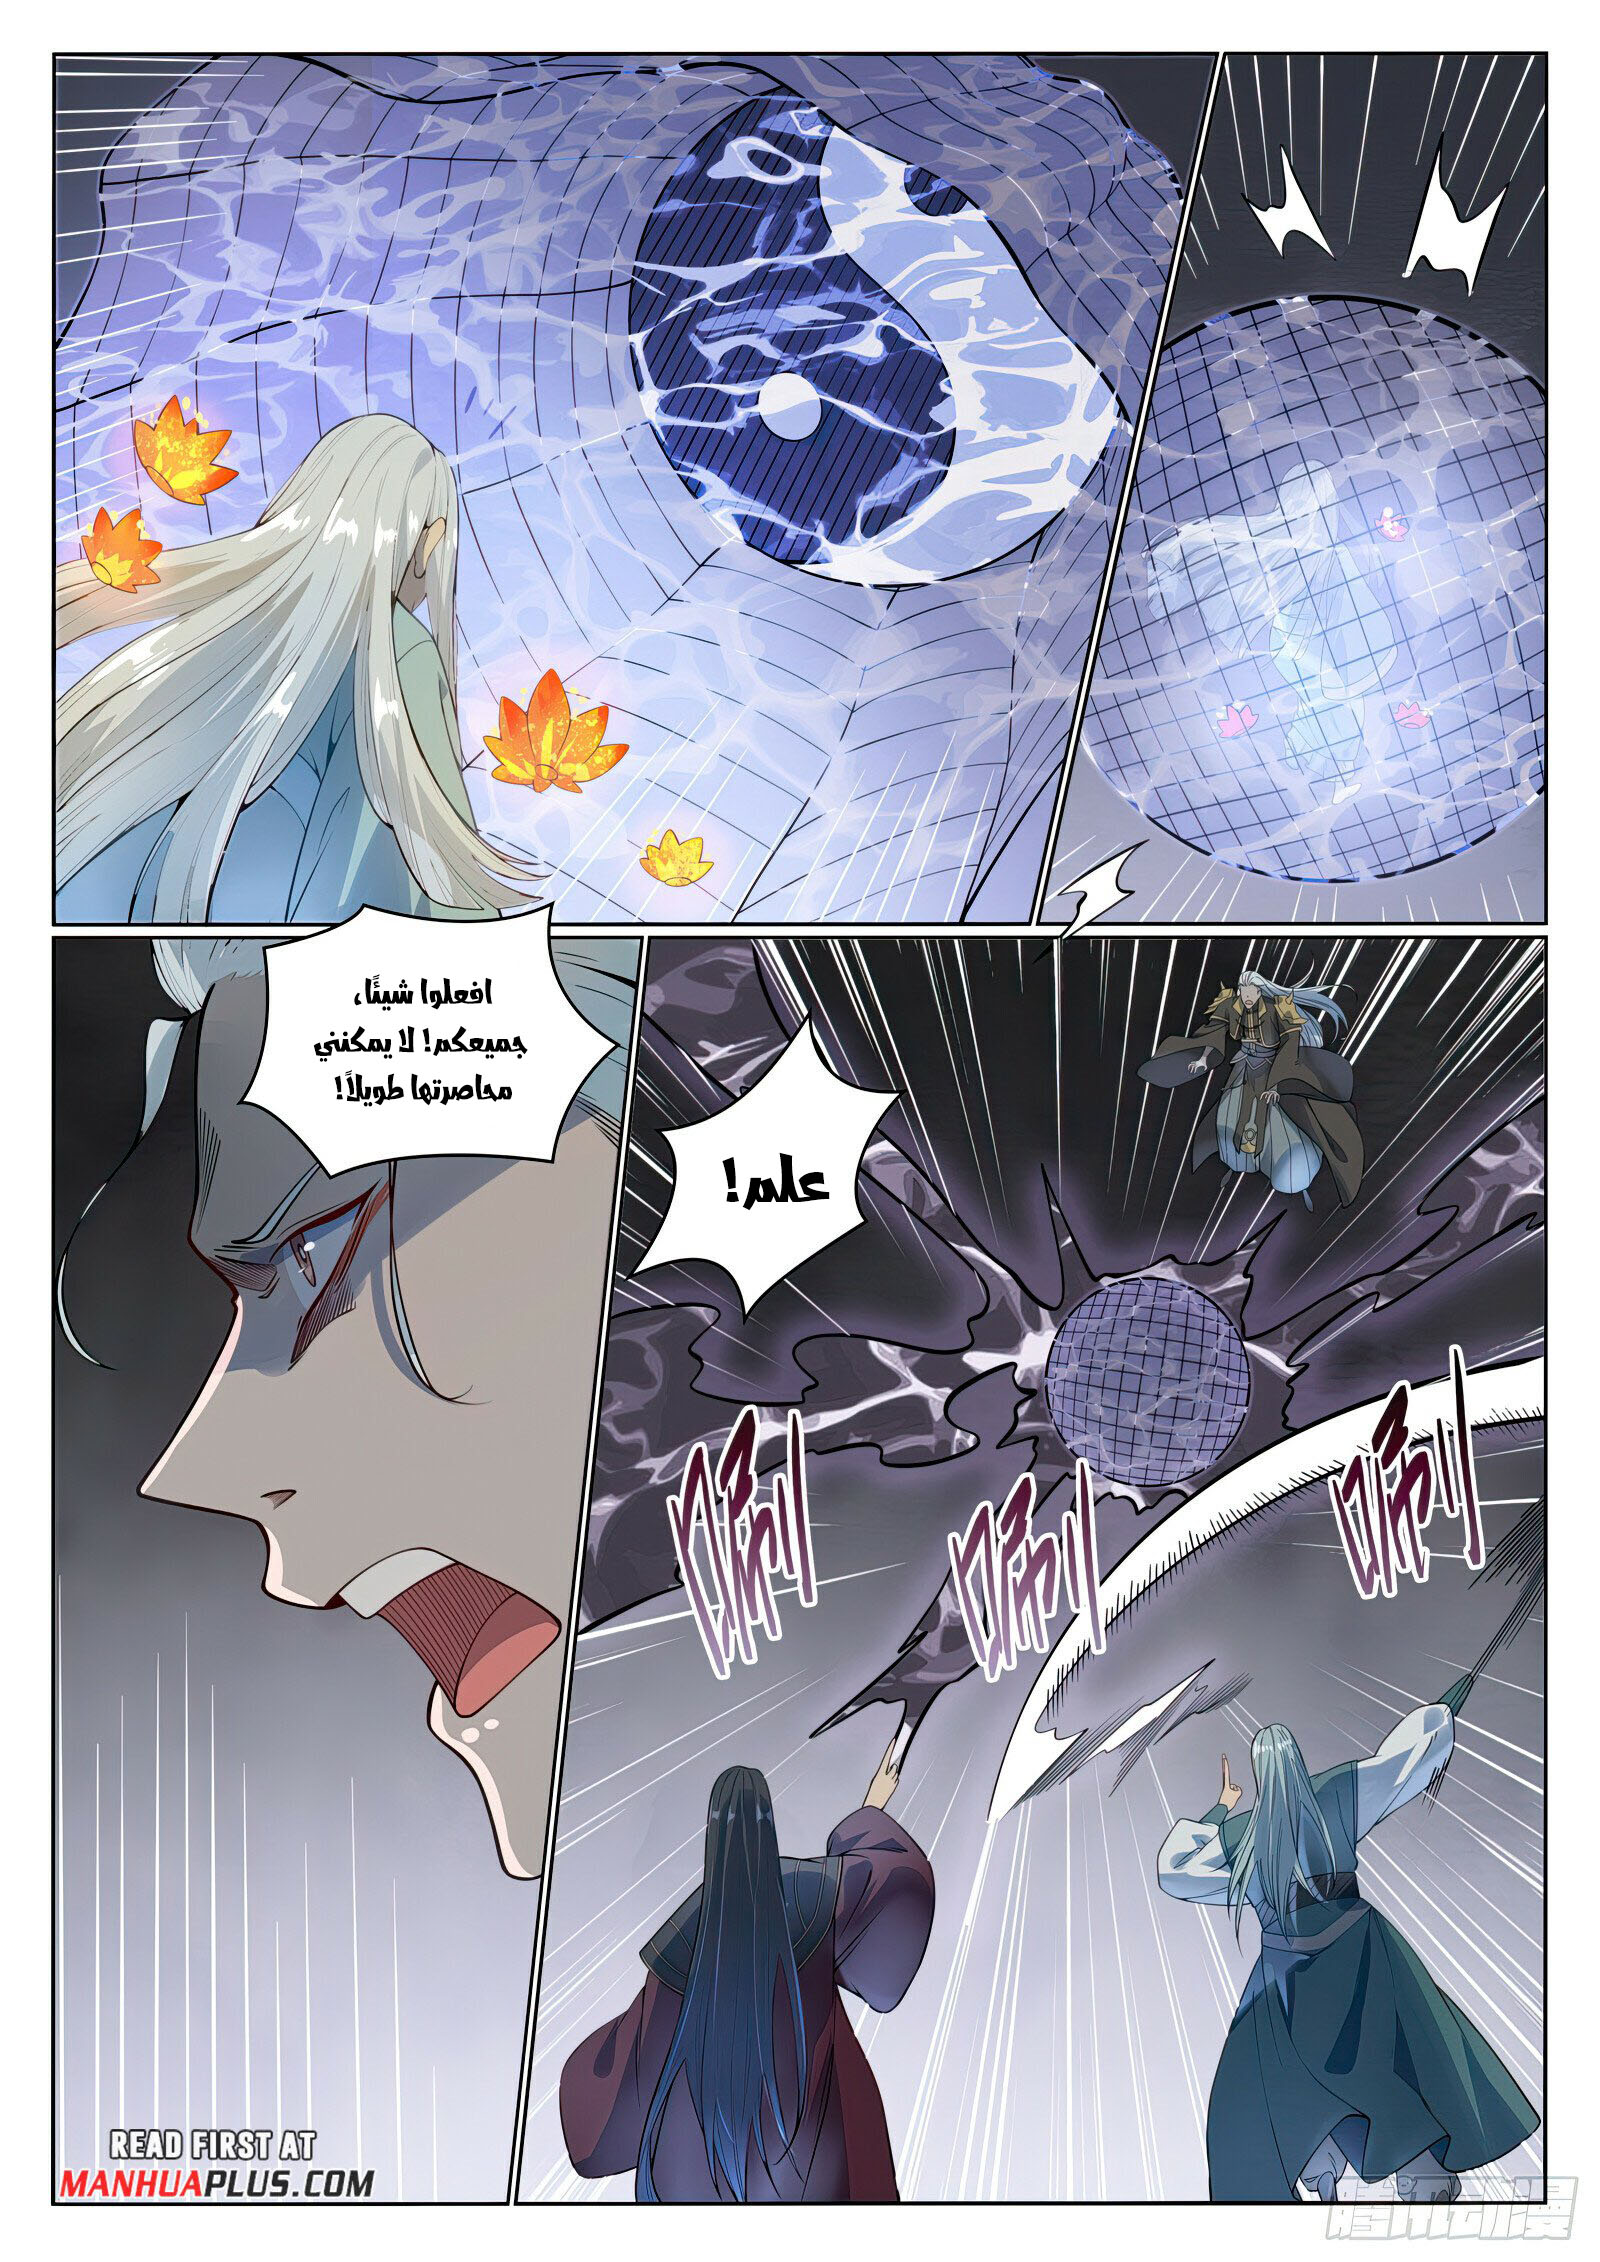 افعلوا شيئًا،
جميعكم! لا يمكنني
محاصرتها طويلاً!
علم!
READ FIRST AT
MANHUAPLUS.COM